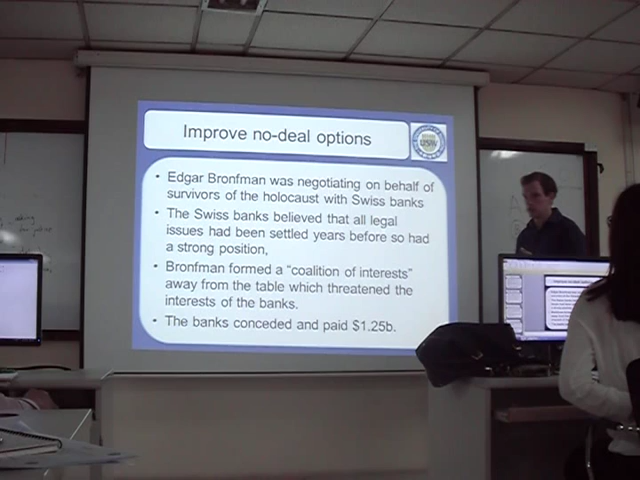 Improve no-deal options
• Edgar Bronfman was negotiating on behalf of
survivors of the holocaust with Swiss banks
• The Swiss banks believed that all legal
issues had been settled years before so had
a strong position,
• Bronfman formed a "coalition of interests"
away from the table which threatened the
interests of the banks.
• The banks conceded and paid $1.25b.